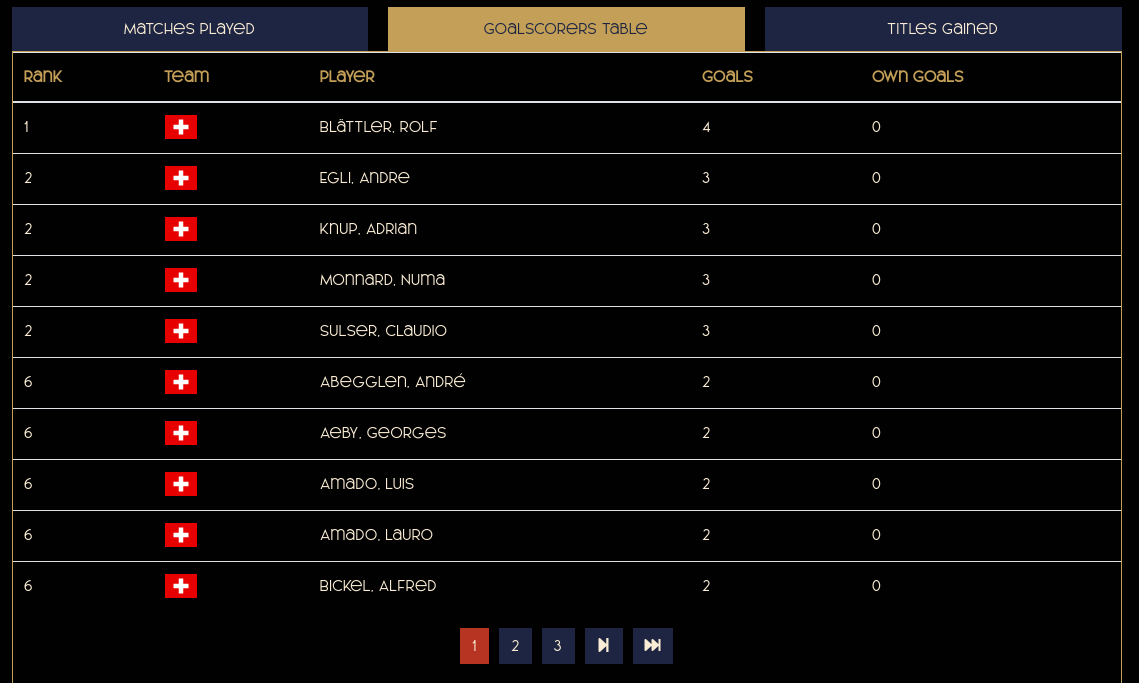 Matches Played Goalscorers Table Titles Gained
Rank Team Player Goals Own Goals
1 Blättler, Rolf 4 0
2 Egli, Andre 3 0
2 Knup, Adrian 3 0
2 Monnard, Numa 3 0
2 Sulser, Claudio 3 0
6 Abegglen, André 2 0
6 Aeby, Georges 2 0
6 Amado, Luis 2 0
6 Amado, Lauro 2 0
6 Bickel, Alfred 2 0
1 2 3